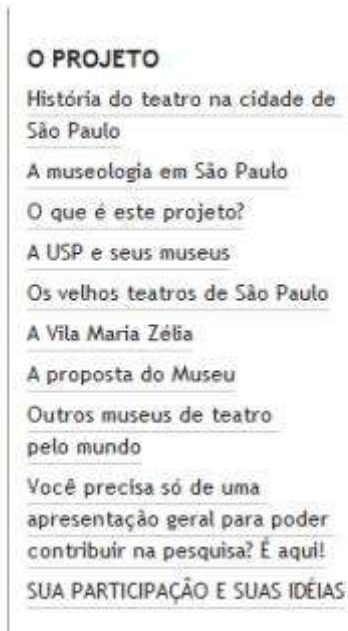 O PROJETO
História do teatro na cidade de
São Paulo
A museologia em São Paulo
O que é este projeto?
A USP e seus museus
Os velhos teatros de São Paulo
A Vila Maria Zélia
A proposta do Museu
Outros museus de teatro
pelo mundo
Você precisa só de uma
apresentação geral para poder
contribuir na pesquisa? É aqui!
SUA PARTICIPAÇÃO E SUAS IDÉIAS